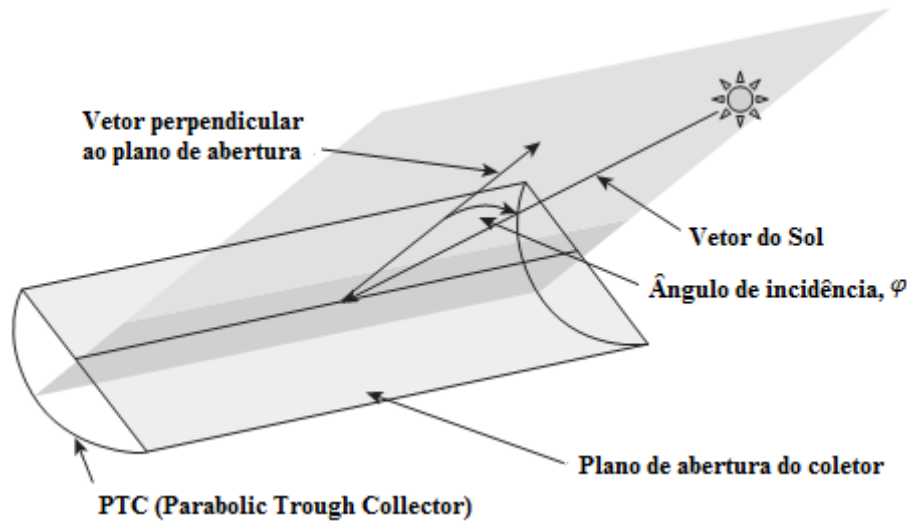 Vetor perpendicular
ao plano de abertura
Vetor do Sol
Ângulo de incidência, φ
Plano de abertura do coletor
PTC (Parabolic Trough Collector)